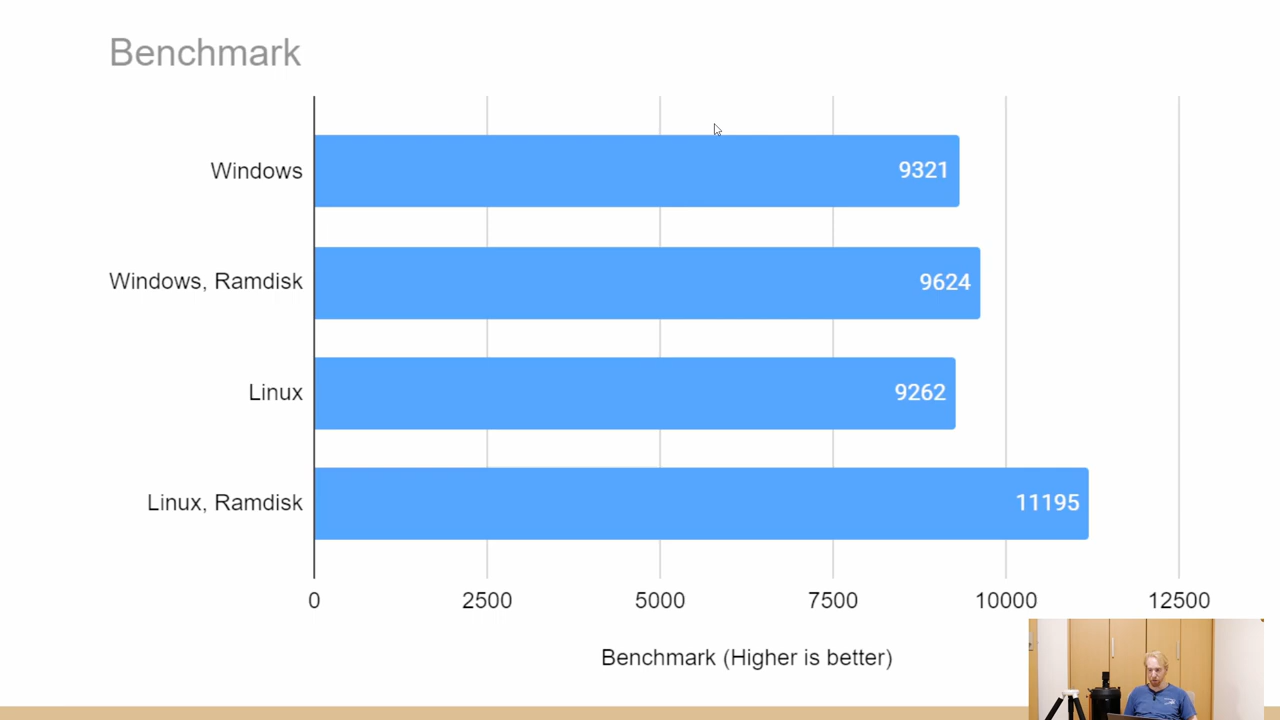 Benchmark
Windows
9321
Windows, Ramdisk
9624
Linux
9262
Linux, Ramdisk
11195
0
2500
5000
7500
10000
12500
Benchmark (Higher is better)